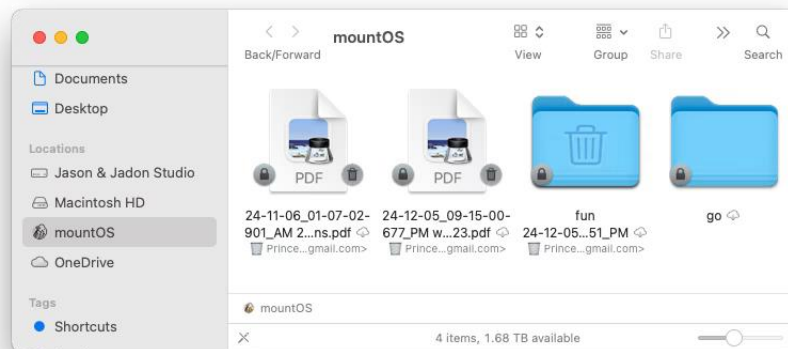 mountOS
Back/Forward
View
Group
Share
Search
Documents
Desktop
Locations
Jason & Jadon Studio
Macintosh HD
mountOS
OneDrive
Tags
Shortcuts
PDF
PDF
24-11-06_01-07-02-
901_AM 2...ns.pdf
Prince...gmail.com>
24-12-05_09-15-00-
677_PM w...23.pdf
Prince...gmail.com>
fun
24-12-05...51_PM
Prince...gmail.com>
go
mountOS
4 items, 1.68 TB available